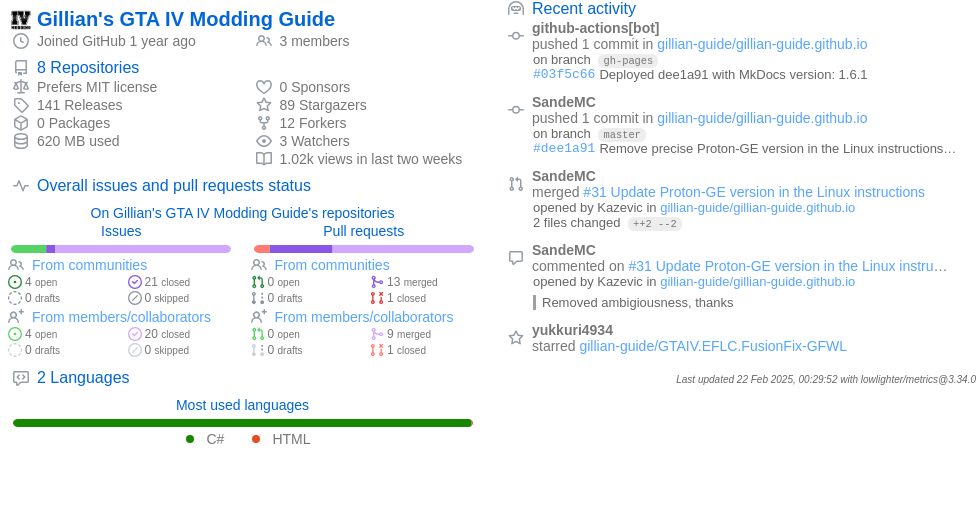 Gillian's GTA IV Modding Guide
Joined GitHub 1 year ago
3 members
8 Repositories
Prefers MIT license
0 Sponsors
141 Releases
89 Stargazers
0 Packages
12 Forkers
620 MB used
3 Watchers
1.02k views in last two weeks
Overall issues and pull requests status
On Gillian's GTA IV Modding Guide's repositories
Issues
Pull requests
From communities
4 open
21 closed
0 drafts
0 skipped
From members/collaborators
4 open
20 closed
0 drafts
0 skipped
From communities
0 open
13 merged
0 drafts
1 closed
From members/collaborators
0 open
9 merged
0 drafts
1 closed
2 Languages
Most used languages
C#
HTML
Recent activity
github-actions[bot]
pushed 1 commit in gillian-guide/gillian-guide.github.io
on branch gh-pages
#03f5c66 Deployed dee1a91 with MkDocs version: 1.6.1
SandeMC
pushed 1 commit in gillian-guide/gillian-guide.github.io
on branch master
#dee1a91 Remove precise Proton-GE version in the Linux instructions…
SandeMC
merged #31 Update Proton-GE version in the Linux instructions
opened by Kazevic in gillian-guide/gillian-guide.github.io
2 files changed ++2 --2
SandeMC
commented on #31 Update Proton-GE version in the Linux instru…
opened by Kazevic in gillian-guide/gillian-guide.github.io
Removed ambigiousness, thanks
yukkuri4934
starred gillian-guide/GTAIV.EFLC.FusionFix-GFWL
Last updated 22 Feb 2025, 00:29:52 with lowlighter/metrics@3.34.0